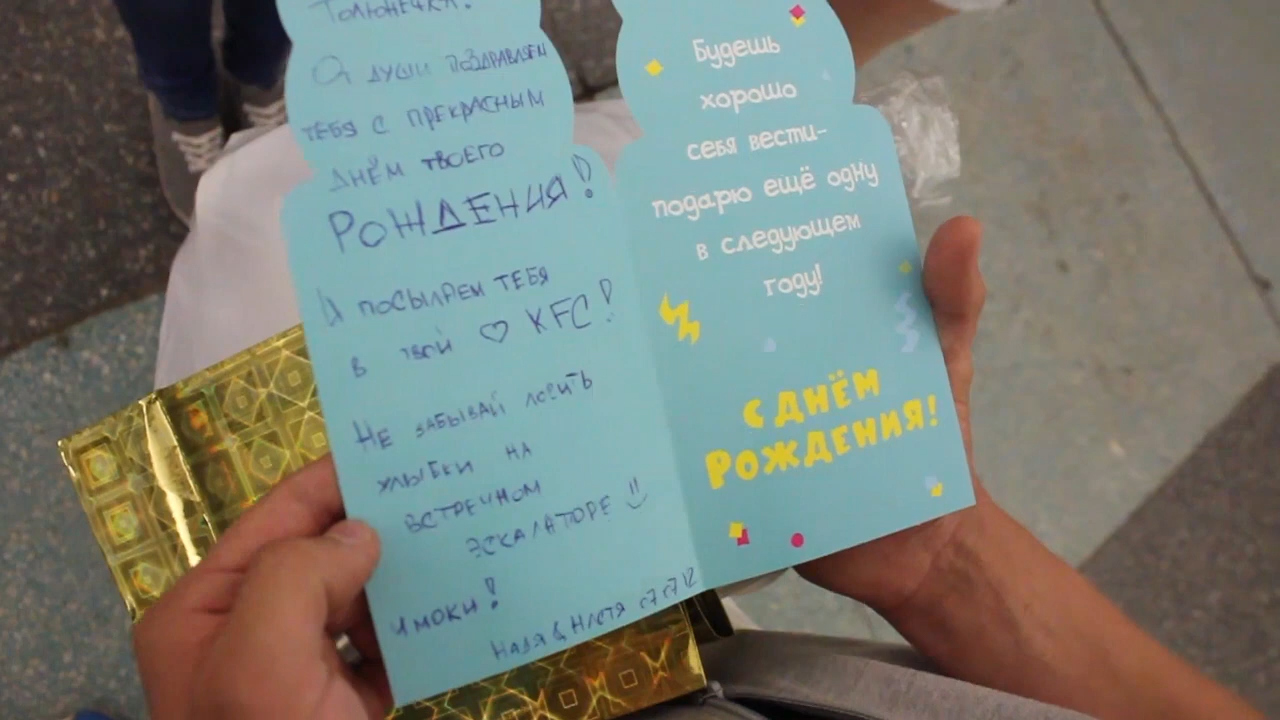 Толюнечка!
От души поздравляем
тебя с прекрасным
днём твоего
РОЖДЕНИЯ!
И посылаем тебя
в твой ♡ KFC!
Не забывай ловить
улыбки на
встречном
эскалаторе
Чмоки!
Надя & Настя
Будешь
хорошо
себя вести-
подарю ещё одну
в следующем
году!
С ДНЁМ
РОЖДЕНИЯ!